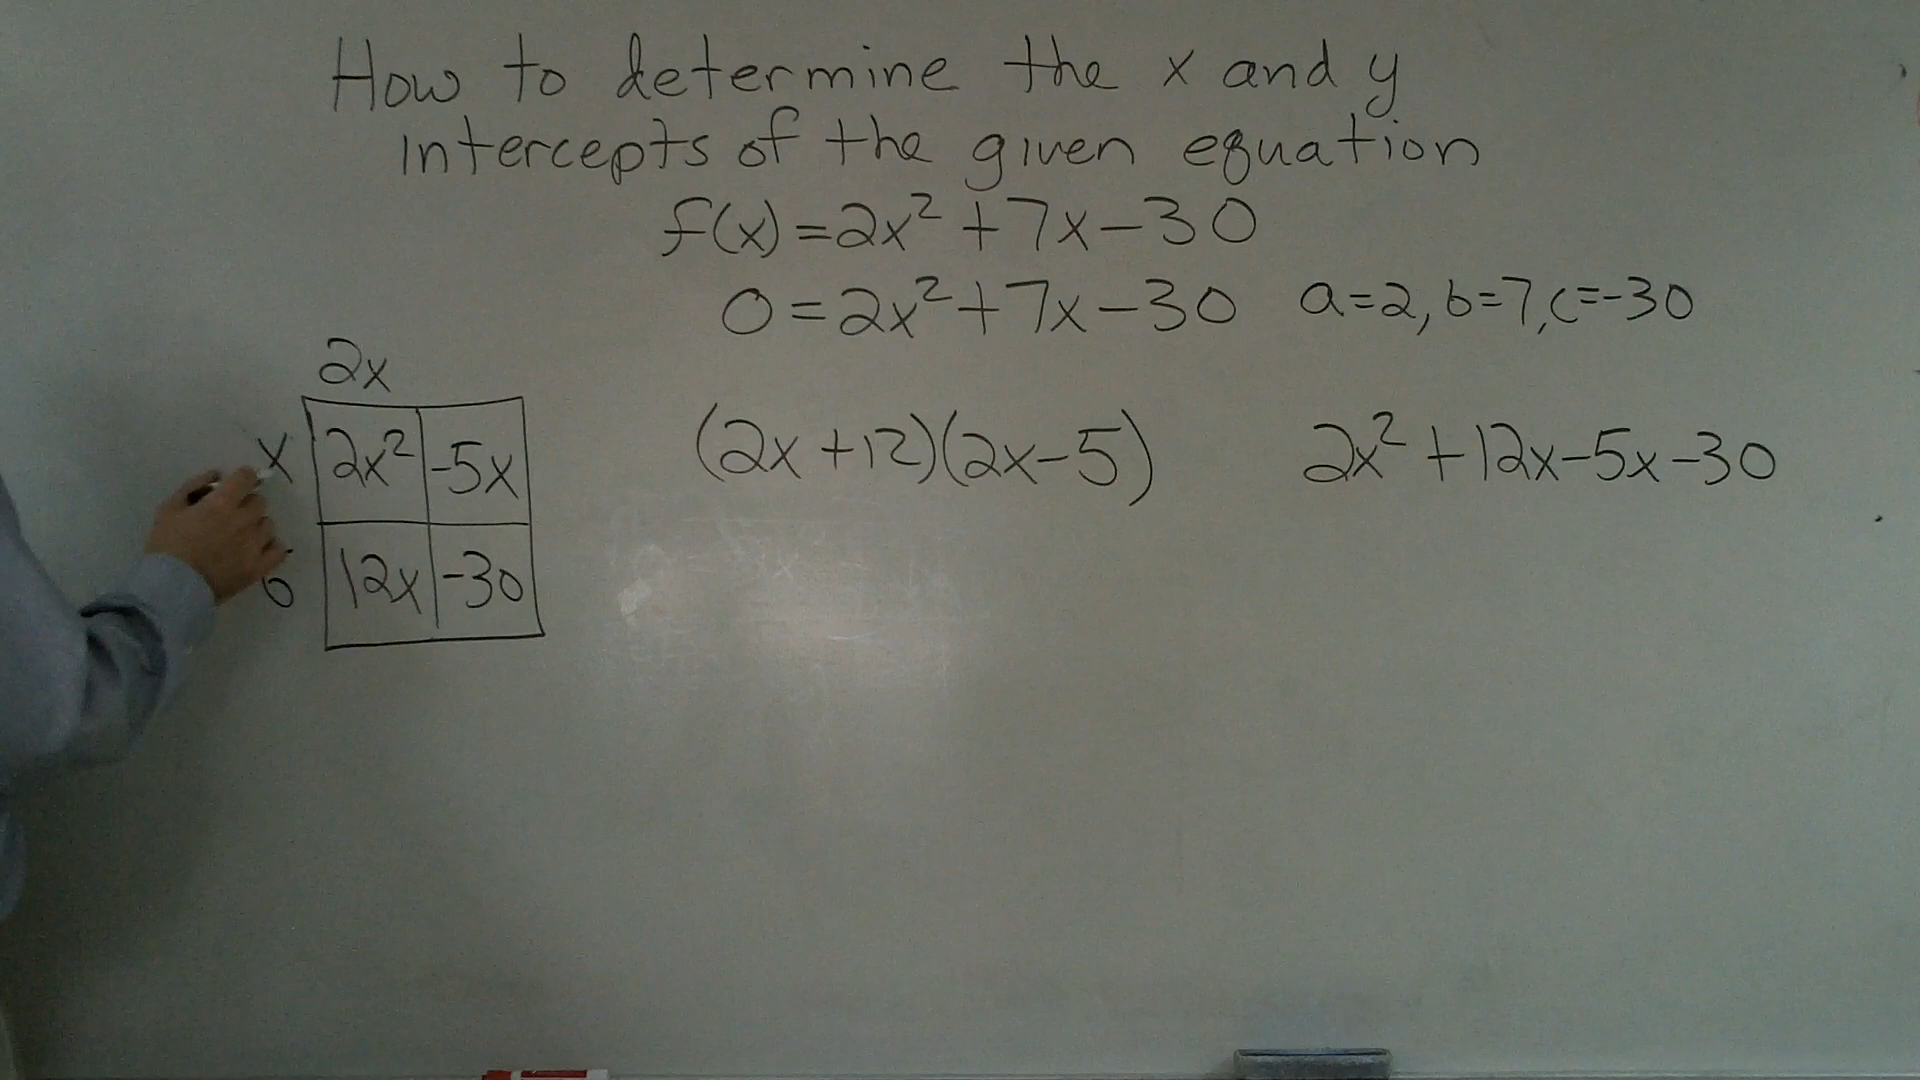 How to determine the x and y
intercepts of the given equation
f(x)=2x²+7x-30
0=2x²+7x-30 a=2, b=7, c=-30
2x
x 2x² -5x
12x -30
(2x+12)(2x-5) 2x²+12x-5x-30